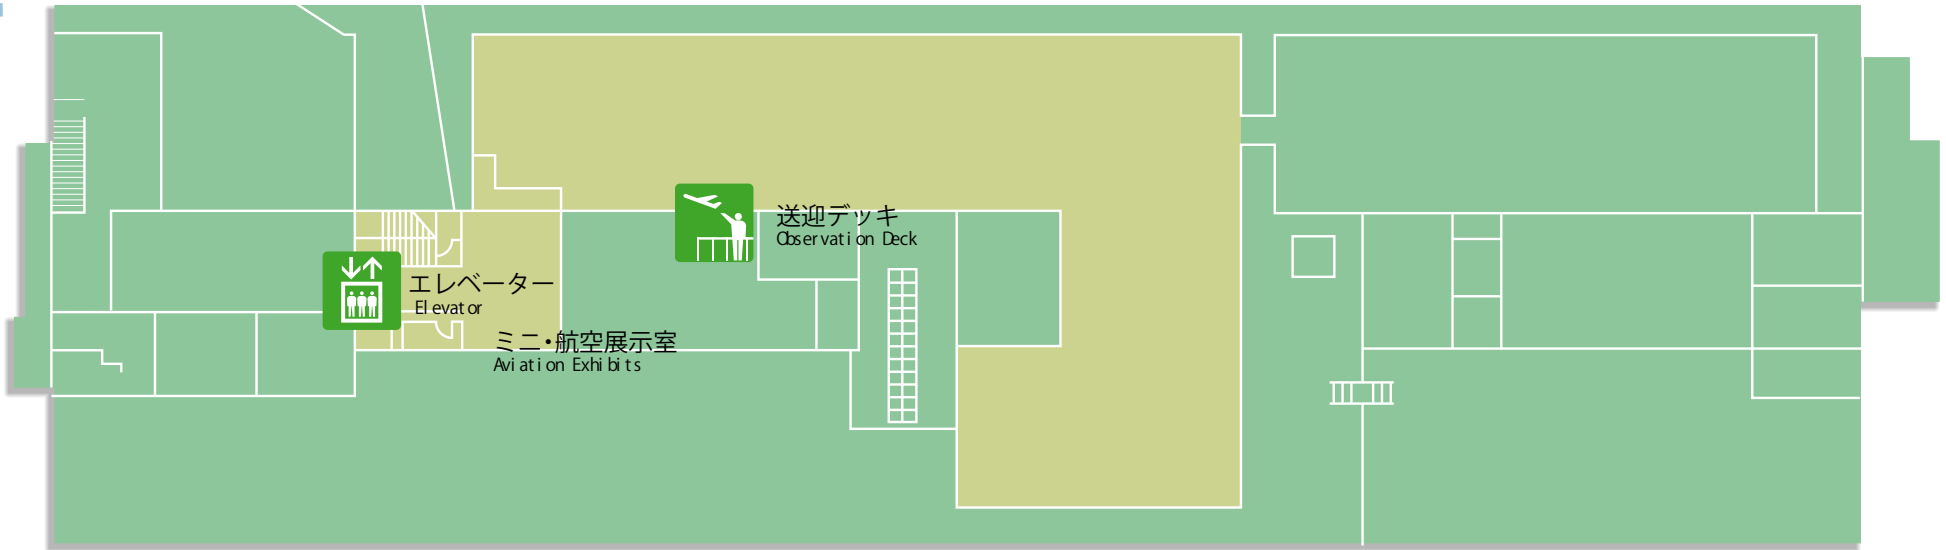 送迎デッキ
Observation Deck
エレベーター
Elevator
ミニ・航空展示室
Aviation Exhibits